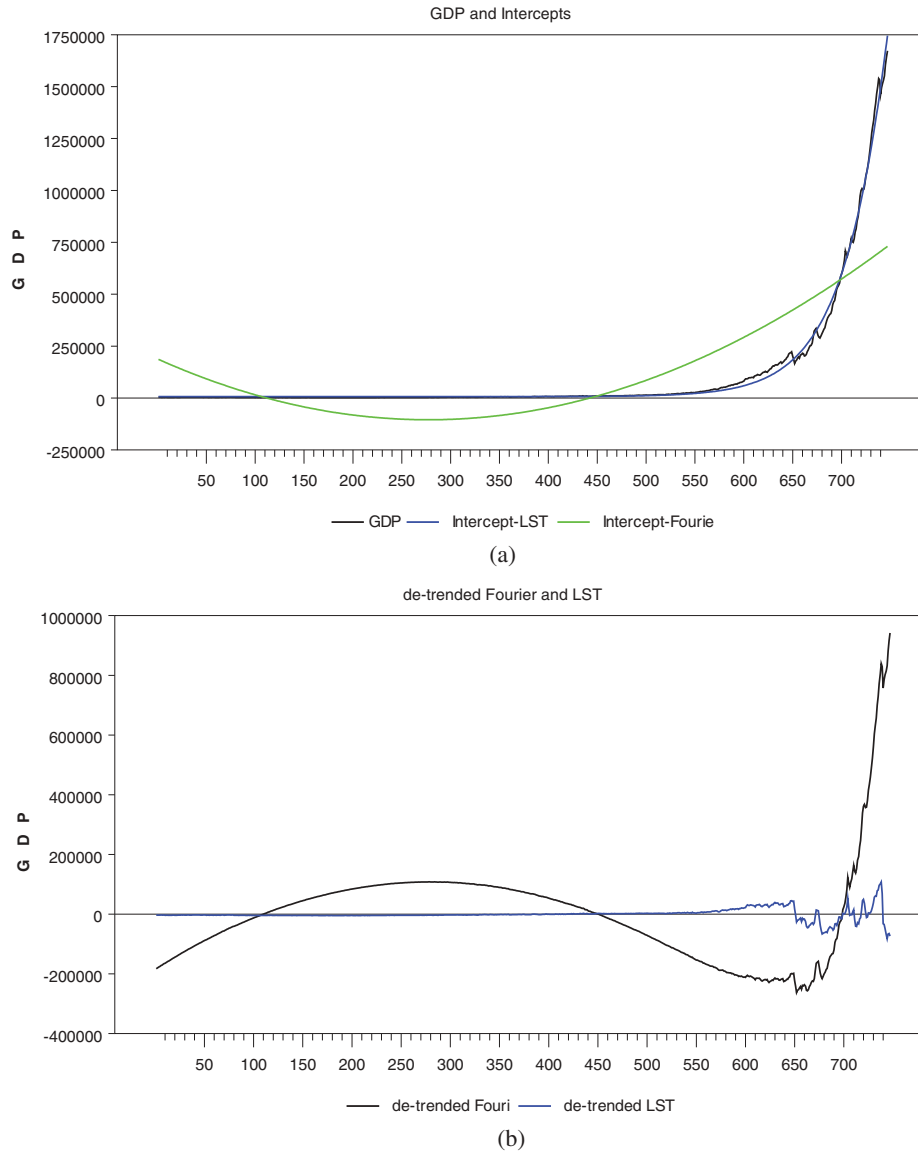 GDP and Intercepts
1750000
1500000
1250000
1000000
750000
500000
250000
0
-250000
G D P
50 100 150 200 250 300 350 400 450 500 550 600 650 700
GDP Intercept-LST Intercept-Fourie
(a)
de-trended Fourier and LST
1000000
800000
600000
400000
200000
0
-200000
-400000
G D P
50 100 150 200 250 300 350 400 450 500 550 600 650 700
de-trended Fouri de-trended LST
(b)